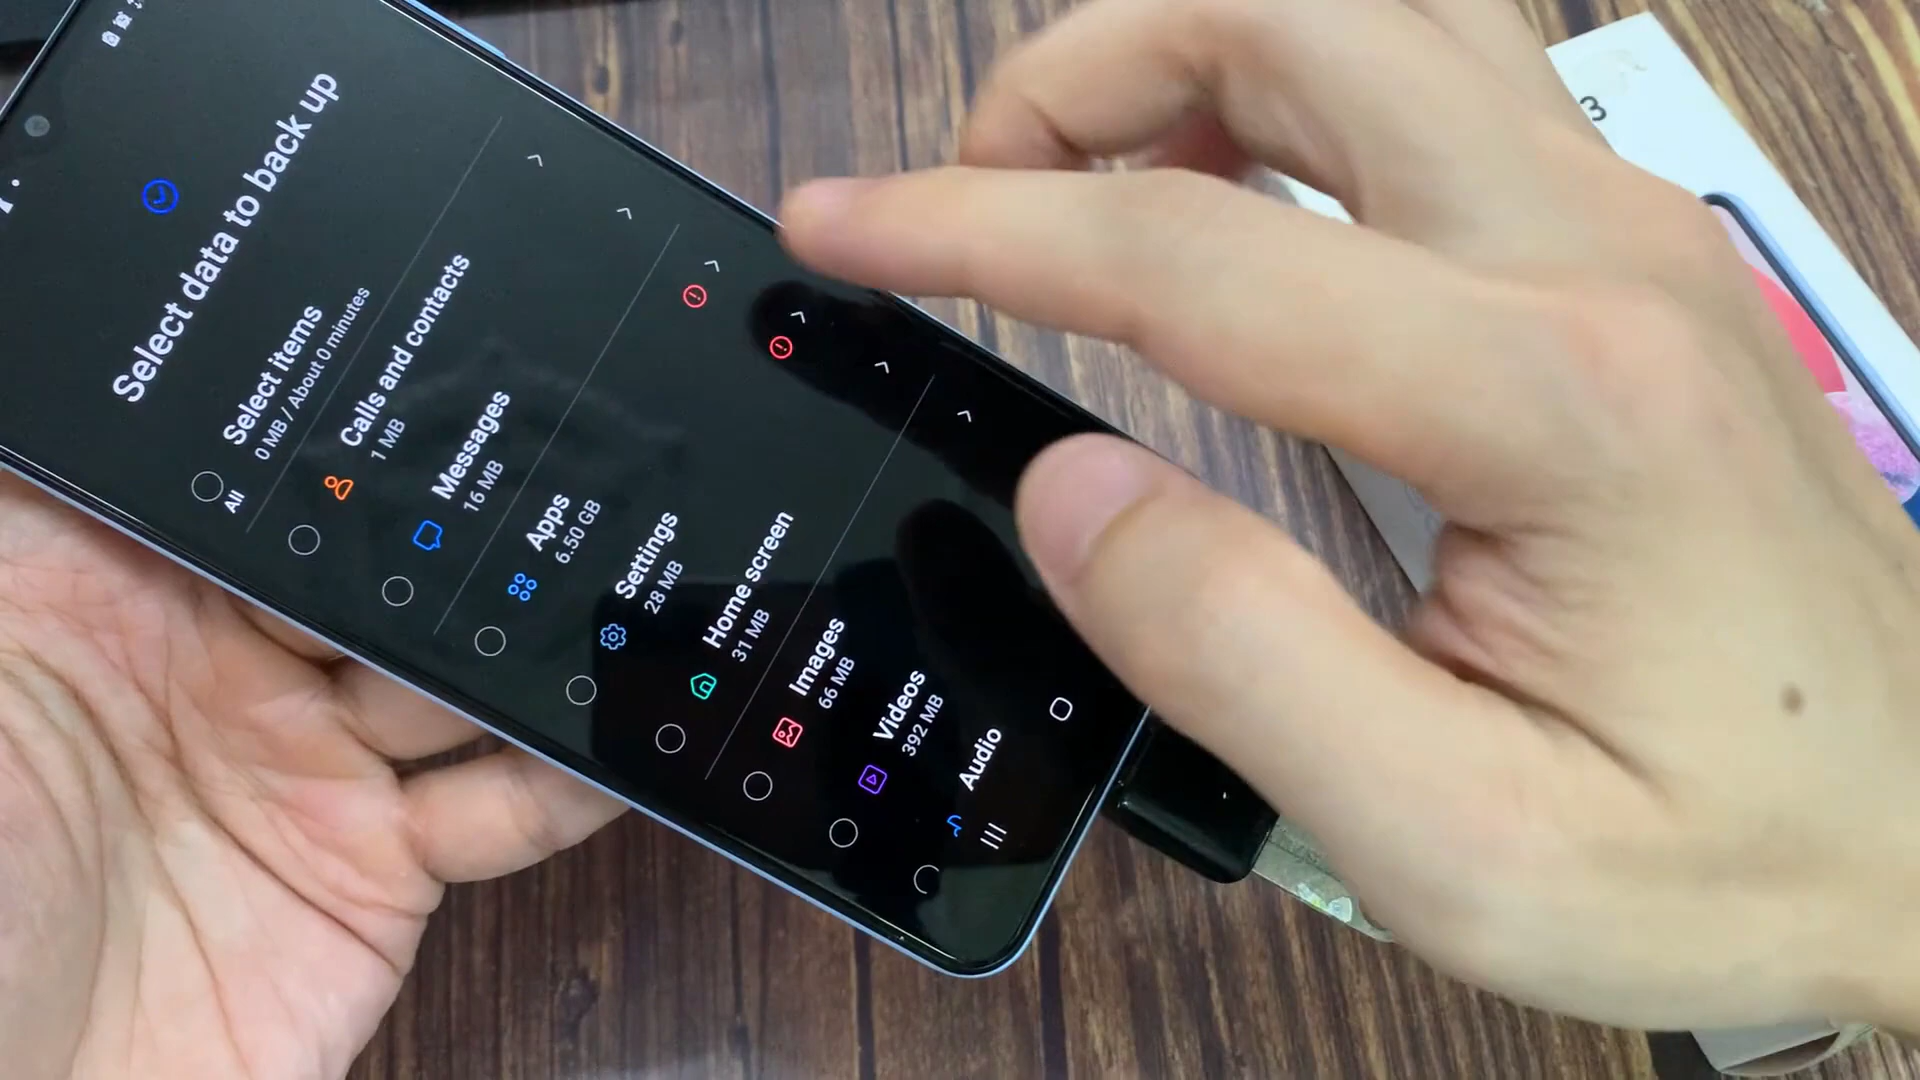 Select data to back up
Select items
0 MB / About 0 minutes
All
Calls and contacts
1 MB
Messages
16 MB
Apps
6.50 GB
Settings
28 MB
Home screen
31 MB
Images
66 MB
Videos
392 MB
Audio
3